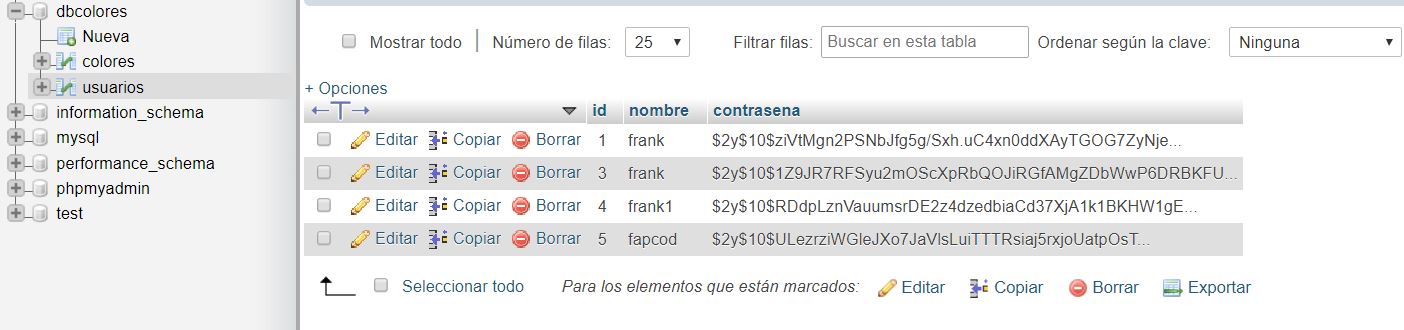 dbcolores
Nueva
colores
usuarios
information_schema
mysql
performance_schema
phpmyadmin
test
Mostrar todo | Número de filas: 25 Filtrar filas: Buscar en esta tabla Ordenar según la clave: Ninguna
+ Opciones
id nombre contrasena
Editar Copiar Borrar 1 frank $2y$10$ziVtMgn2PSNbJfg5g/Sxh.uC4xn0ddXAyTGOG7ZyNje...
Editar Copiar Borrar 3 frank $2y$10$1Z9JR7RFSyu2mOScXpRbQOJiRGfAMgZDbWwP6DRBKFU...
Editar Copiar Borrar 4 frank1 $2y$10$RDdpLznVauumsrDE2z4dzedbiaCd37XjA1k1BKHW1gE...
Editar Copiar Borrar 5 fapcod $2y$10$ULezrziWGleJXo7JaVlsLuiTTTRsiaj5rxjoUatpOsT...
Seleccionar todo Para los elementos que están marcados: Editar Copiar Borrar Exportar